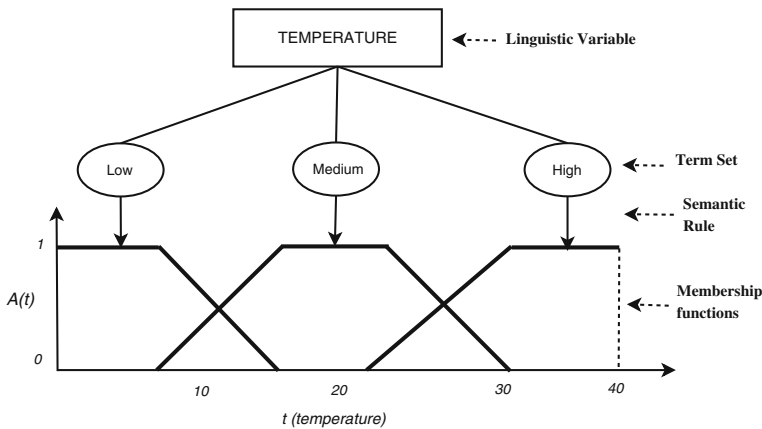 TEMPERATURE
Linguistic Variable
Low
Medium
High
Term Set
Semantic
Rule
1
A(t)
Membership
functions
0
10
20
30
40
t (temperature)